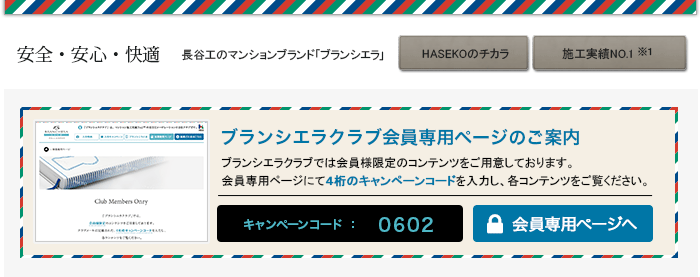 安全・安心・快適
長谷工のマンションブランド「ブランシエラ」
HASEKOのチカラ
施工実績NO.1 ※1
ブランシエラクラブ会員専用ページのご案内
ブランシエラクラブでは会員様限定のコンテンツをご用意しております。
会員専用ページにて4桁のキャンペーンコードを入力し、各コンテンツをご覧ください。
Club Members Onry
キャンペーンコード : 0602
会員専用ページへ